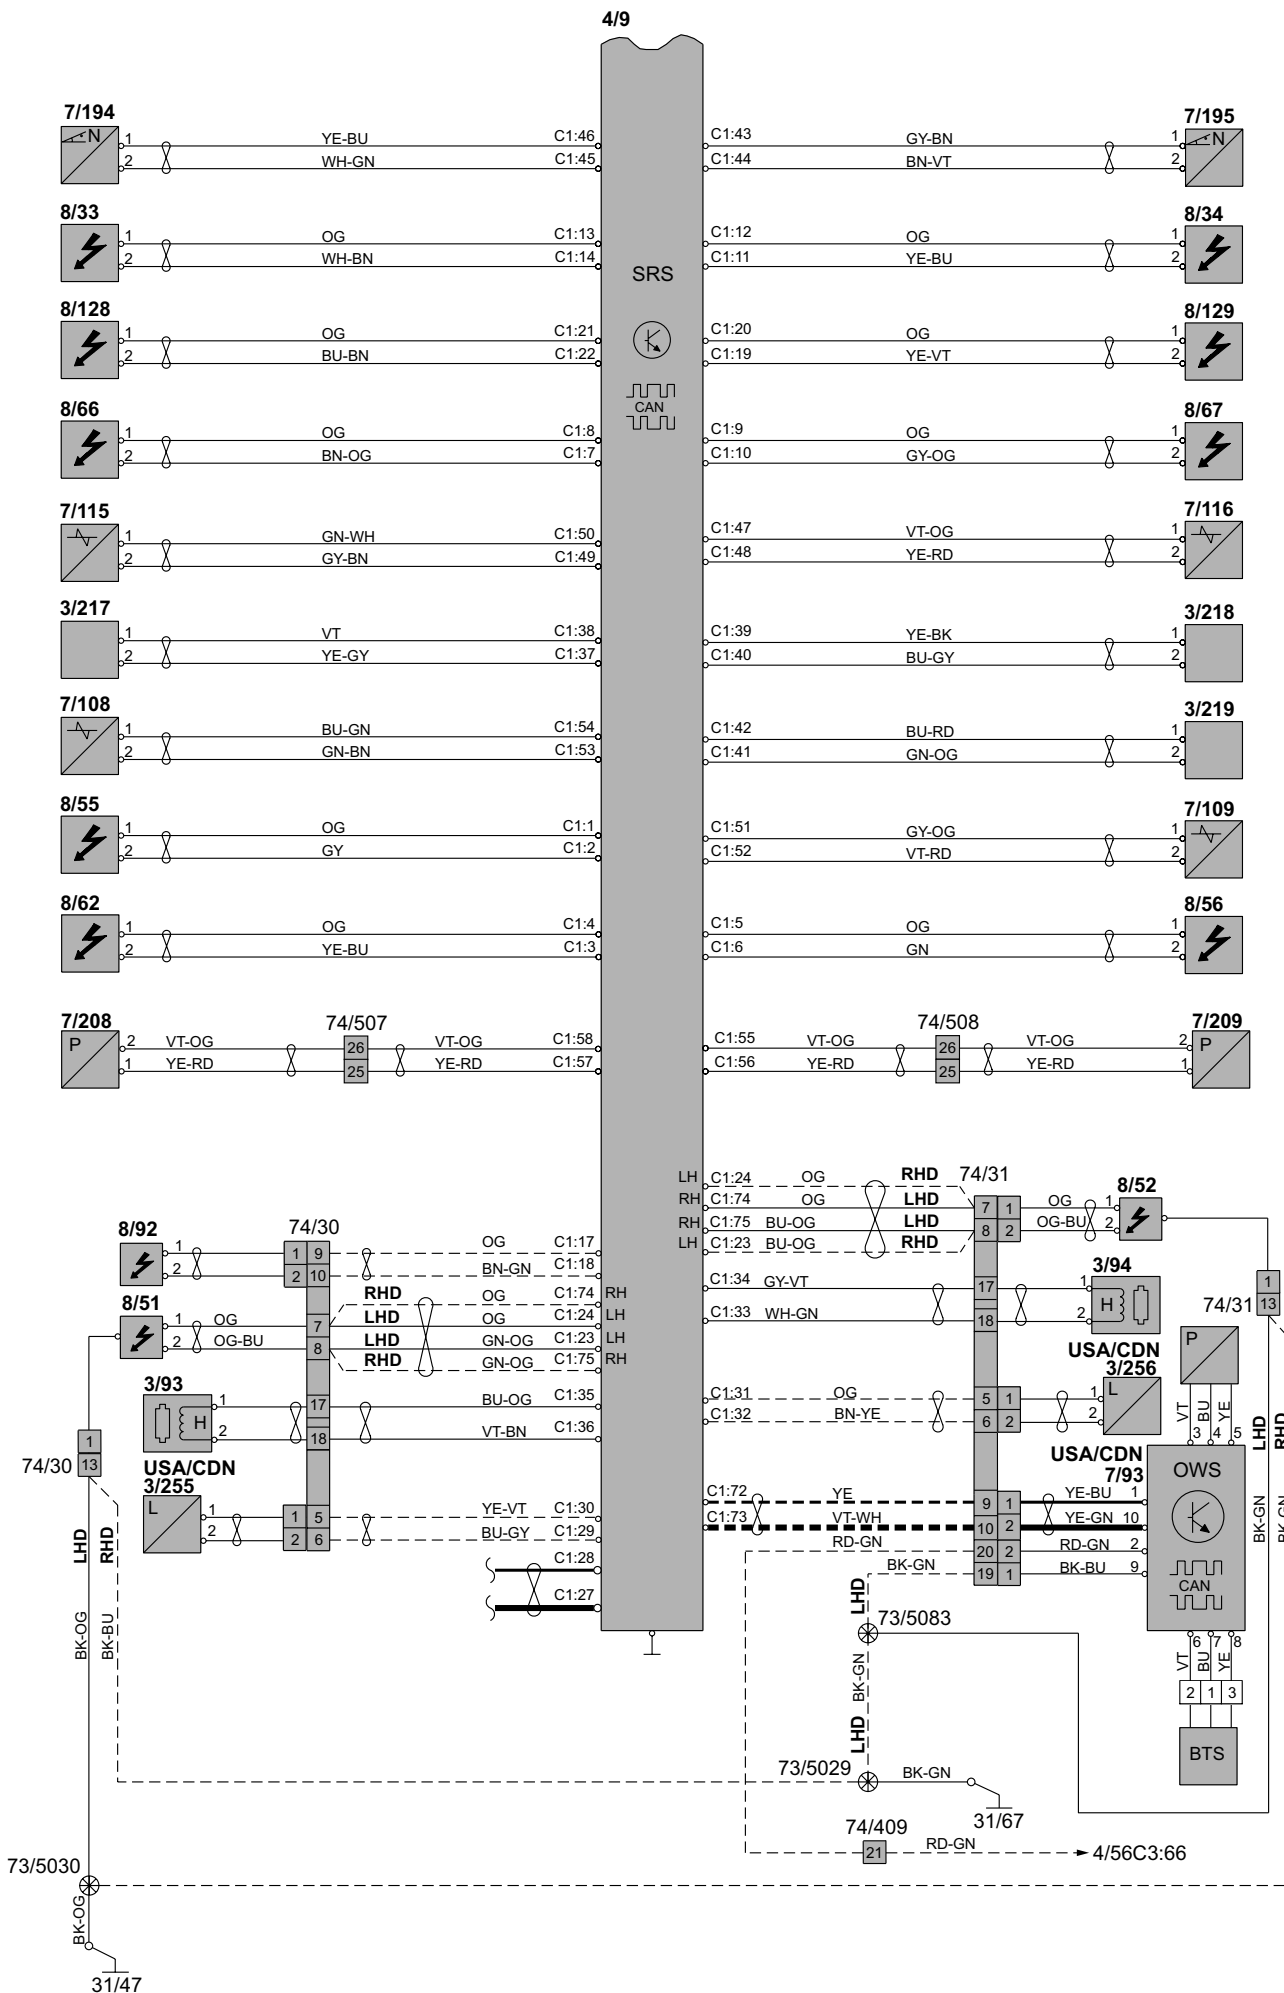 4/9
7/194
N
1 YE-BU C1:46
2 WH-GN C1:45
C1:43 GY-BN 1
C1:44 BN-VT 2
7/195
N
8/33
1 OG C1:13
2 WH-BN C1:14
C1:12 OG 1
C1:11 YE-BU 2
8/34
SRS
8/128
1 OG C1:21
2 BU-BN C1:22
C1:20 OG 1
C1:19 YE-VT 2
8/129
CAN
8/66
1 OG C1:8
2 BN-OG C1:7
C1:9 OG 1
C1:10 GY-OG 2
8/67
7/115
1 GN-WH C1:50
2 GY-BN C1:49
C1:47 VT-OG 1
C1:48 YE-RD 2
7/116
3/217
1 VT C1:38
2 YE-GY C1:37
C1:39 YE-BK 1
C1:40 BU-GY 2
3/218
7/108
1 BU-GN C1:54
2 GN-BN C1:53
C1:42 BU-RD 1
C1:41 GN-OG 2
3/219
8/55
1 OG C1:1
2 GY C1:2
C1:51 GY-OG 1
C1:52 VT-RD 2
7/109
8/62
1 OG C1:4
2 YE-BU C1:3
C1:5 OG 1
C1:6 GN 2
8/56
7/208
P
74/507
2 VT-OG 26 VT-OG C1:58
1 YE-RD 25 YE-RD C1:57
74/508
C1:55 VT-OG 26 VT-OG 2
C1:56 YE-RD 25 YE-RD 1
7/209
P
LH C1:24 OG RHD 74/31
RH C1:74 OG LHD 7 1 OG 1
RH C1:75 BU-OG LHD 8 2 OG-BU 2
LH C1:23 BU-OG RHD
8/52
8/92
74/30
1 1 9 OG C1:17
2 2 10 BN-GN C1:18
RHD OG C1:74 RH
8/51
1 OG 7 LHD OG C1:24 LH
2 OG-BU 8 LHD GN-OG C1:23 LH
RHD GN-OG C1:75 RH
C1:34 GY-VT 17 1
C1:33 WH-GN 18 2
3/94
H
1
13
74/31
3/93
H
1 17 BU-OG C1:35
2 18 VT-BN C1:36
C1:31 OG 5 1 1
C1:32 BN-YE 6 2 2
USA/CDN
3/256
L
P
VT BU YE
3 4 5
LHD
RHD
1
13
74/30
USA/CDN
3/255
L
1 1 5 YE-VT C1:30
2 2 6 BU-GY C1:29
C1:28
C1:27
USA/CDN
7/93
OWS
CAN
C1:72 YE 9 1 YE-BU 1
C1:73 VT-WH 10 2 YE-GN 10
RD-GN 20 2 RD-GN 2
BK-GN 19 1 BK-BU 9
BK-GN
BK-GN
LHD
RHD
BK-OG
BK-BU
LHD
73/5083
BK-GN
LHD
6 7 8
VT BU YE
2 1 3
BTS
73/5029
BK-GN
31/67
74/409
21 RD-GN 4/56C3:66
73/5030
BK-OG
31/47